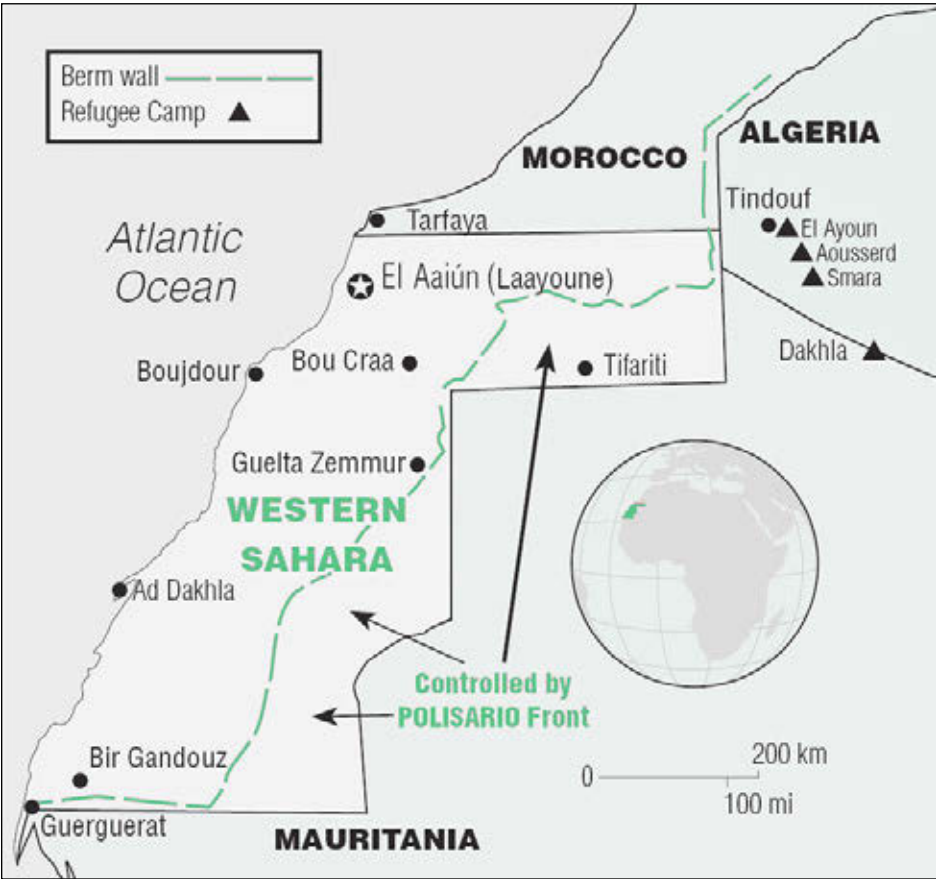 Berm wall
Refugee Camp
MOROCCO
ALGERIA
Tindouf
El Ayoun
Aousserd
Smara
Dakhla
Atlantic
Ocean
Tarfaya
El Aaiún (Laayoune)
Boujdour
Bou Craa
Tifariti
Guelta Zemmur
WESTERN
SAHARA
Ad Dakhla
Controlled by
POLISARIO Front
Bir Gandouz
Guerguerat
MAURITANIA
200 km
0
100 mi